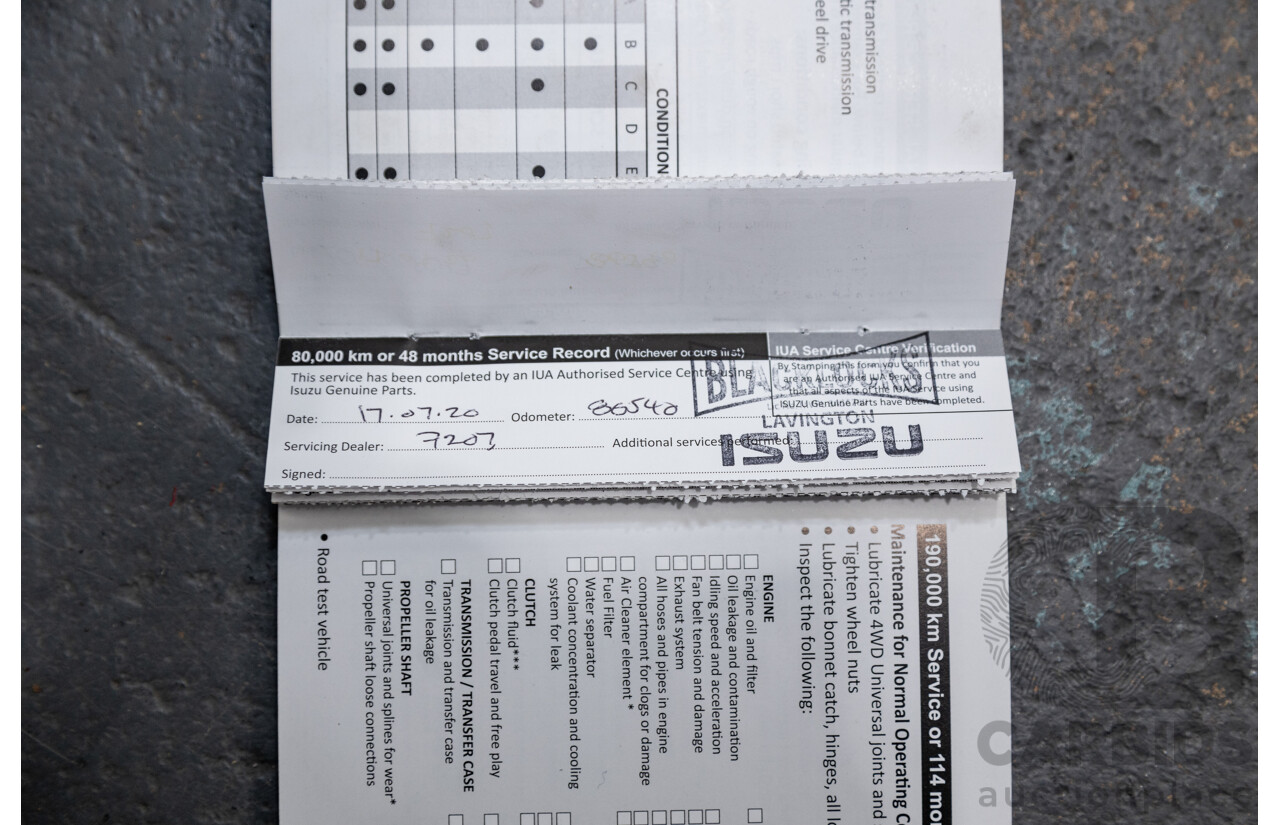 transmission
tic transmission
eel drive
CONDITION
A
B
C
D
E
80,000 km or 48 months Service Record (Whichever occurs first)
This service has been completed by an IUA Authorised Service Centre using
Isuzu Genuine Parts.
Date: 17.07.20 Odometer: 86540
Servicing Dealer: 7207
Additional services performed:
Signed:
IUA Service Centre Verification
By Stamping this form you confirm that you
are an Authorised IUA Service Centre and
that all aspects of the IUA Service using
ISUZU Genuine Parts have been completed.
BLACKLOCKS
LAVINGTON
ISUZU
190,000 km Service or 114 mon
Maintenance for Normal Operating C
• Lubricate 4WD Universal joints and
• Tighten wheel nuts
• Lubricate bonnet catch, hinges, all l
• Inspect the following:
ENGINE
Engine oil and filter
Oil leakage and contamination
Idling speed and acceleration
Fan belt tension and damage
Exhaust system
All hoses and pipes in engine
compartment for clogs or damage
Air Cleaner element*
Fuel Filter
Water separator
Coolant concentration and cooling
system for leak
CLUTCH
Clutch fluid***
Clutch pedal travel and free play
TRANSMISSION / TRANSFER CASE
Transmission and transfer case
for oil leakage
PROPELLER SHAFT
Universal joints and splines for wear*
Propeller shaft loose connections
• Road test vehicle